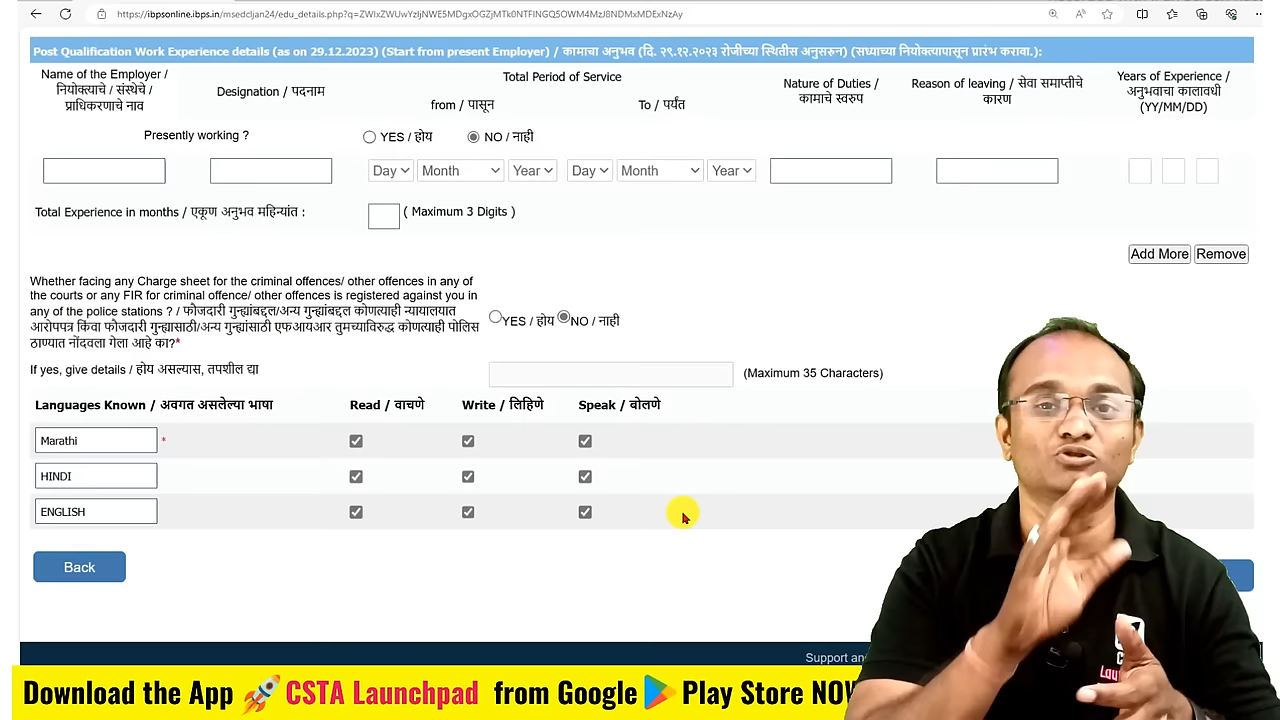 https://ibpsonline.ibps.in/msedcljan24/edu_details.php?q=ZWIxZWUwYzIjNWE5MDgxOGZjMTk0NTFlNGQ5OWM4MzJ8NDMxMDExNzAy
Post Qualification Work Experience details (as on 29.12.2023) (Start from present Employer) / कामाचा अनुभव (दि. २९.१२.२०२३ रोजीच्या स्थितीस अनुसरुन) (सध्याच्या नियोक्त्यापासून प्रारंभ करावा.):
Name of the Employer /
नियोक्त्याचे / संस्थेचे /
प्राधिकरणाचे नाव
Designation / पदनाम
Total Period of Service
from / पासून
To / पर्यंत
Nature of Duties /
कामाचे स्वरुप
Reason of leaving / सेवा समाप्तीचे
कारण
Years of Experience /
अनुभवाचा कालावधी
(YY/MM/DD)
Presently working ?
YES / होय
NO / नाही
Day Month Year Day Month Year
Total Experience in months / एकूण अनुभव महिन्यांत :
( Maximum 3 Digits )
Add More Remove
Whether facing any Charge sheet for the criminal offences/ other offences in any of
the courts or any FIR for criminal offence/ other offences is registered against you in
any of the police stations ? / फौजदारी गुन्ह्यांबद्दल/अन्य गुन्ह्यांबद्दल कोणत्याही न्यायालयात
आरोपपत्र किंवा फौजदारी गुन्ह्यासाठी/अन्य गुन्ह्यांसाठी एफआयआर तुमच्याविरुद्ध कोणत्याही पोलिस
ठाण्यात नोंदवला गेला आहे का?*
YES / होय NO / नाही
If yes, give details / होय असल्यास, तपशील द्या
(Maximum 35 Characters)
Languages Known / अवगत असलेल्या भाषा
Read / वाचणे
Write / लिहिणे
Speak / बोलणे
Marathi *
HINDI
ENGLISH
Back
Support and
Download the App CSTA Launchpad from Google Play Store NOW